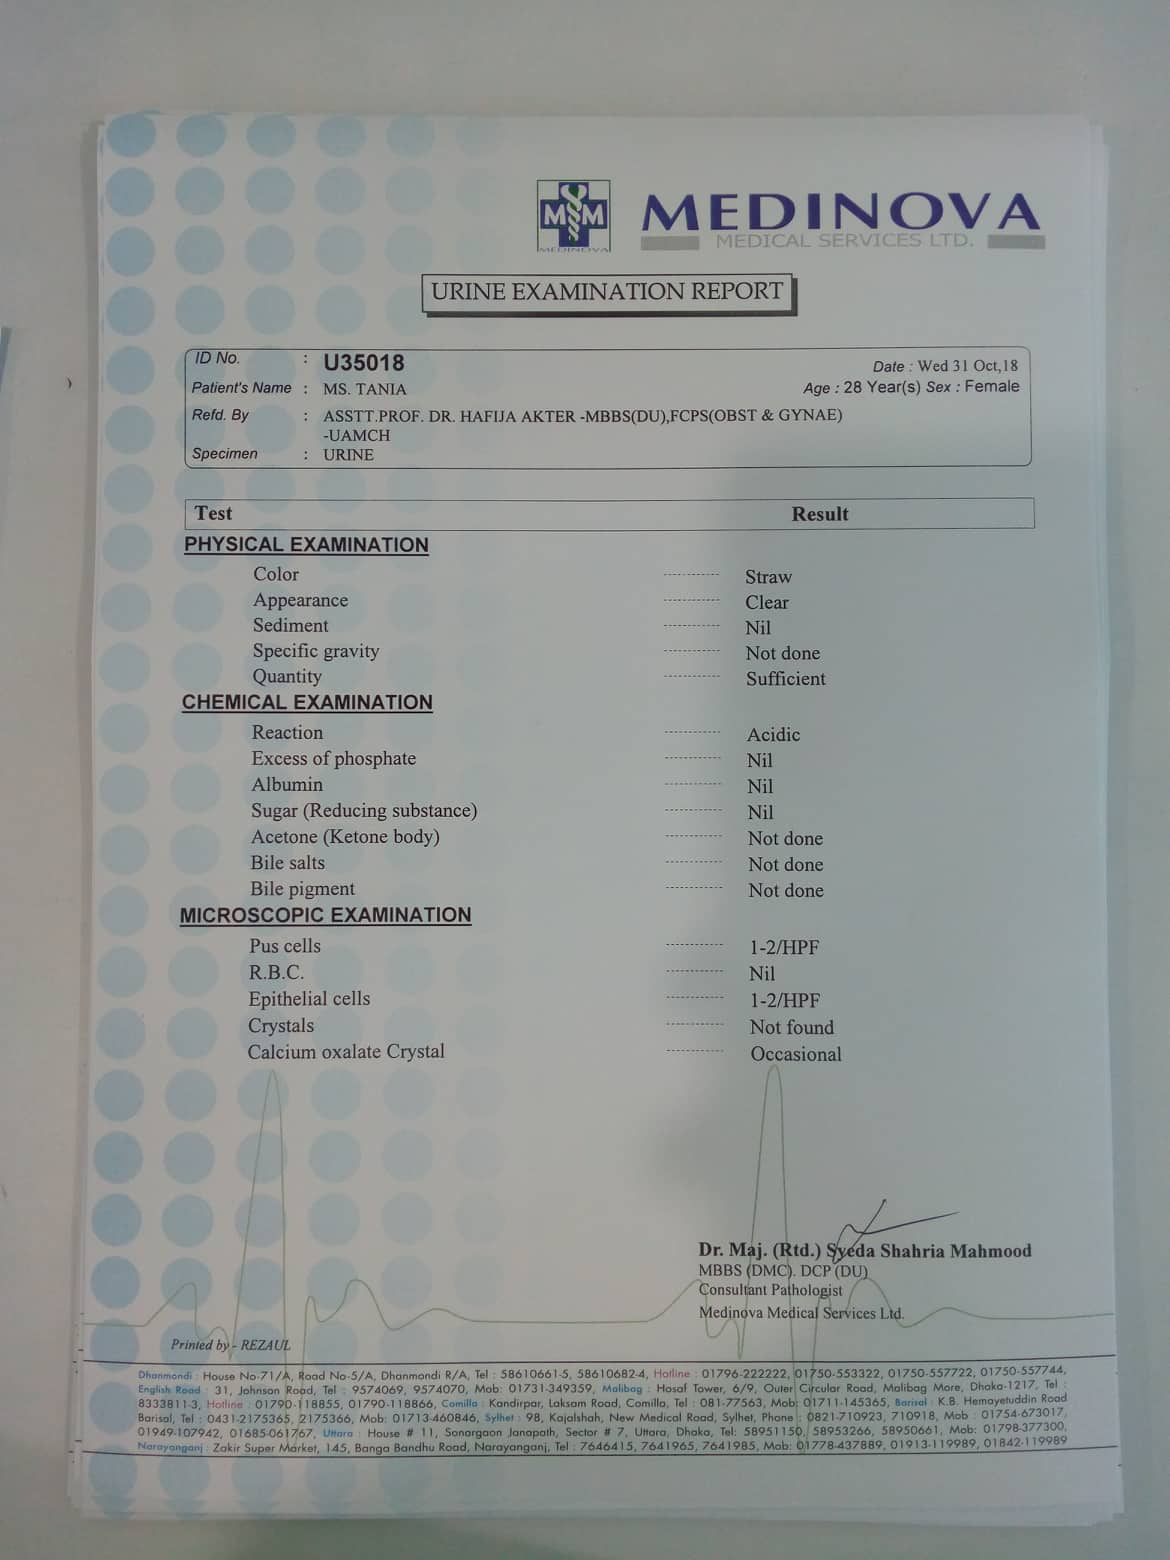 MSM
MEDINOVA
MEDINOVA
MEDICAL SERVICES LTD.
URINE EXAMINATION REPORT
ID No. : U35018 Date : Wed 31 Oct,18
Patient's Name : MS. TANIA Age : 28 Year(s) Sex : Female
Refd. By : ASSTT.PROF. DR. HAFIJA AKTER -MBBS(DU),FCPS(OBST & GYNAE)
-UAMCH
Specimen : URINE
Test Result
PHYSICAL EXAMINATION
Color ----------- Straw
Appearance ----------- Clear
Sediment ----------- Nil
Specific gravity ----------- Not done
Quantity ----------- Sufficient
CHEMICAL EXAMINATION
Reaction ----------- Acidic
Excess of phosphate ----------- Nil
Albumin ----------- Nil
Sugar (Reducing substance) ----------- Nil
Acetone (Ketone body) ----------- Not done
Bile salts ----------- Not done
Bile pigment ----------- Not done
MICROSCOPIC EXAMINATION
Pus cells ----------- 1-2/HPF
R.B.C. ----------- Nil
Epithelial cells ----------- 1-2/HPF
Crystals ----------- Not found
Calcium oxalate Crystal ----------- Occasional
Dr. Maj. (Rtd.) Syeda Shahria Mahmood
MBBS (DMC). DCP (DU)
Consultant Pathologist
Medinova Medical Services Ltd.
Printed by - REZAUL
Dhanmondi : House No-71/A, Road No-5/A, Dhanmondi R/A, Tel : 58610661-5, 58610682-4, Hotline : 01796-222222, 01750-553322, 01750-557722, 01750-557744,
English Road : 31, Johnson Road, Tel : 9574069, 9574070, Mob: 01731-349359, Malibag : Hosaf Tower, 6/9, Outer Circular Road, Malibag More, Dhaka-1217, Tel :
8333811-3, Hotline : 01790-118855, 01790-118866, Comilla : Kandirpar, Laksam Road, Comilla, Tel : 081-77563, Mob: 01711-145365, Barisal : K.B. Hemayetuddin Road
Barisal, Tel : 0431-2175365, 2175366, Mob: 01713-460846, Sylhet : 98, Kajalshah, New Medical Road, Sylhet, Phone : 0821-710923, 710918, Mob : 01754-673017,
01949-107942, 01685-061767, Uttara : House # 11, Sonargaon Janapath, Sector # 7, Uttara, Dhaka, Tel: 58951150, 58953266, 58950661, Mob: 01798-377300,
Narayanganj : Zakir Super Market, 145, Banga Bandhu Road, Narayanganj, Tel : 7646415, 7641965, 7641985, Mob: 01778-437889, 01913-119989, 01842-119989